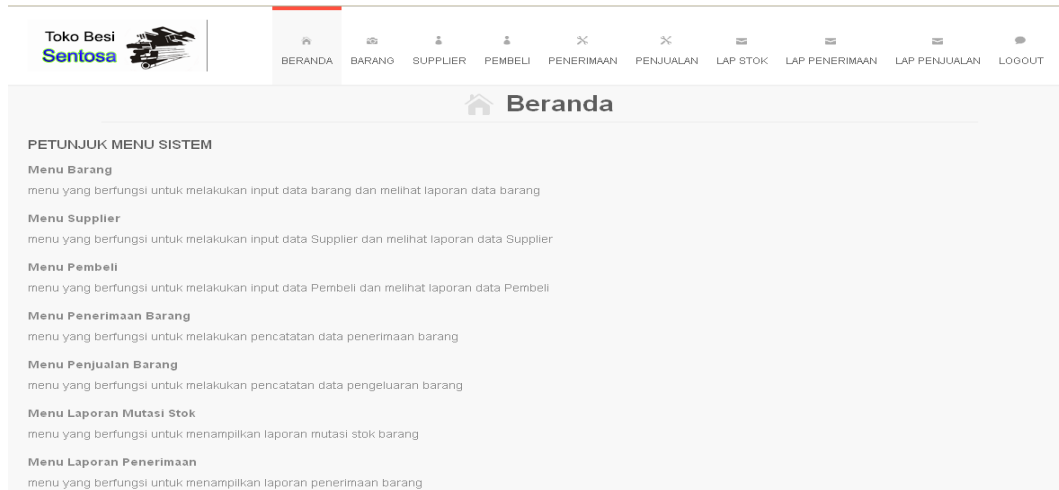 Toko Besi
Sentosa
BERANDA BARANG SUPPLIER PEMBELI PENERIMAAN PENJUALAN LAP STOK LAP PENERIMAAN LAP PENJUALAN LOGOUT
Beranda
PETUNJUK MENU SISTEM
Menu Barang
menu yang berfungsi untuk melakukan input data barang dan melihat laporan data barang
Menu Supplier
menu yang berfungsi untuk melakukan input data Supplier dan melihat laporan data Supplier
Menu Pembeli
menu yang berfungsi untuk melakukan input data Pembeli dan melihat laporan data Pembeli
Menu Penerimaan Barang
menu yang berfungsi untuk melakukan pencatatan data penerimaan barang
Menu Penjualan Barang
menu yang berfungsi untuk melakukan pencatatan data pengeluaran barang
Menu Laporan Mutasi Stok
menu yang berfungsi untuk menampilkan laporan mutasi stok barang
Menu Laporan Penerimaan
menu yang berfungsi untuk menampilkan laporan penerimaan barang